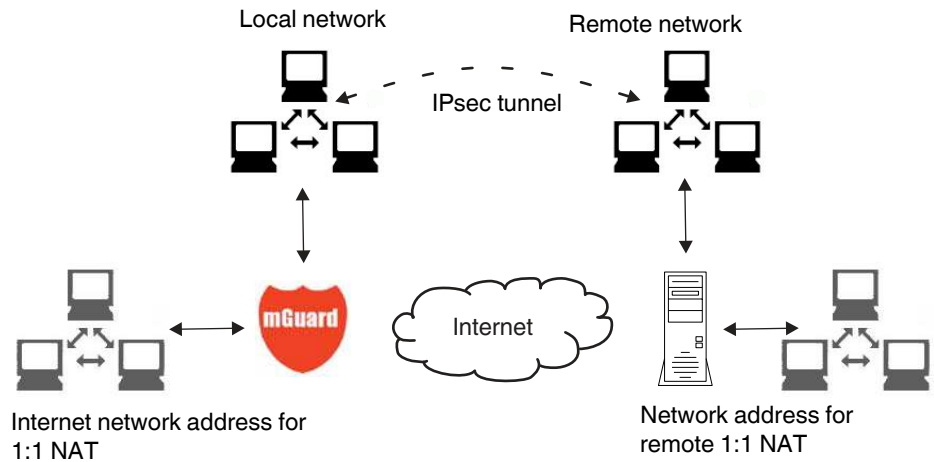 Local network
Remote network
IPsec tunnel
mGuard
Internet
Internet network address for
1:1 NAT
Network address for
remote 1:1 NAT